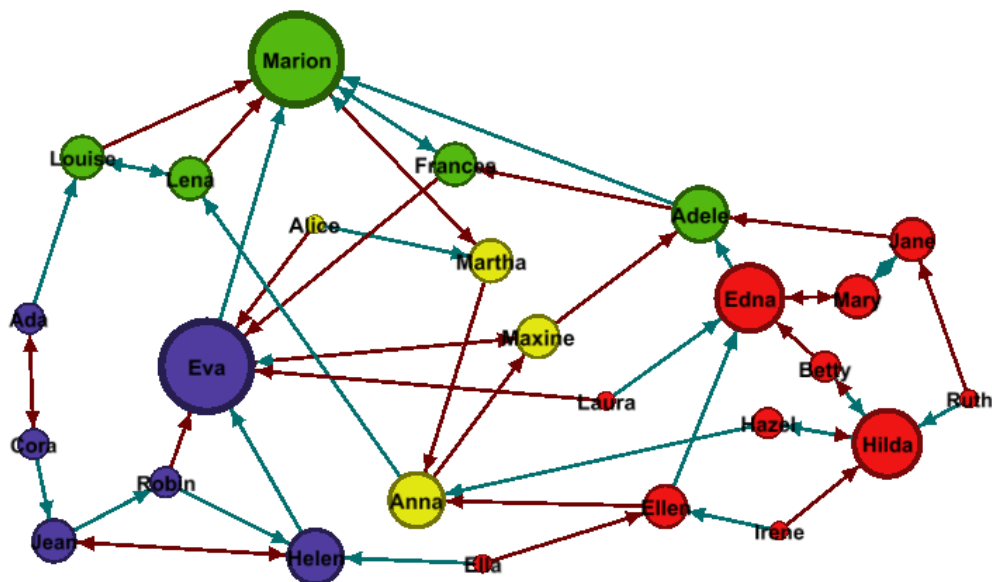 Marion
Louise
Lena
Frances
Alice
Adele
Jane
Martha
Edna
Mary
Ada
Maxine
Eva
Betty
Laura
Ruth
Hazel
Cora
Hilda
Robin
Anna
Ellen
Irene
Jean
Helen
Ella